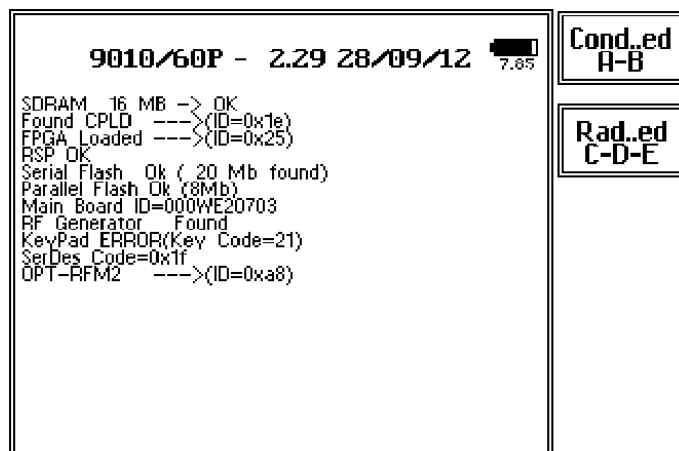 9010/60P - 2.29 28/09/12
7.85
SDRAM 16 MB -> OK
Found CPLD --->(ID=0x1e)
FPGA Loaded --->(ID=0x25)
RSP OK
Serial Flash Ok ( 20 Mb found)
Parallel Flash Ok (8Mb)
Main Board ID=000WE20703
RF Generator Found
KeyPad ERROR(Key Code=21)
SerDes Code=0x1f
OPT-RFM2 --->(ID=0xa8)
Cond..ed
A-B
Rad..ed
C-D-E